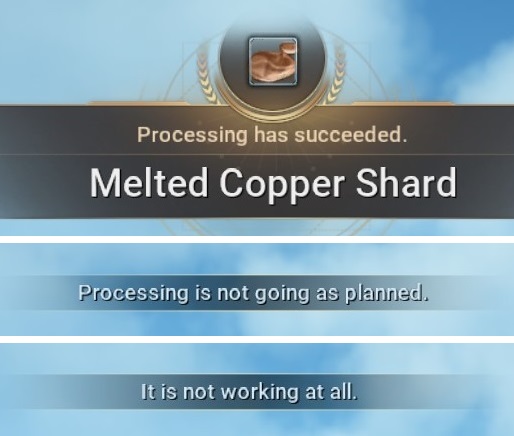 Processing has succeeded.
Melted Copper Shard
Processing is not going as planned.
It is not working at all.